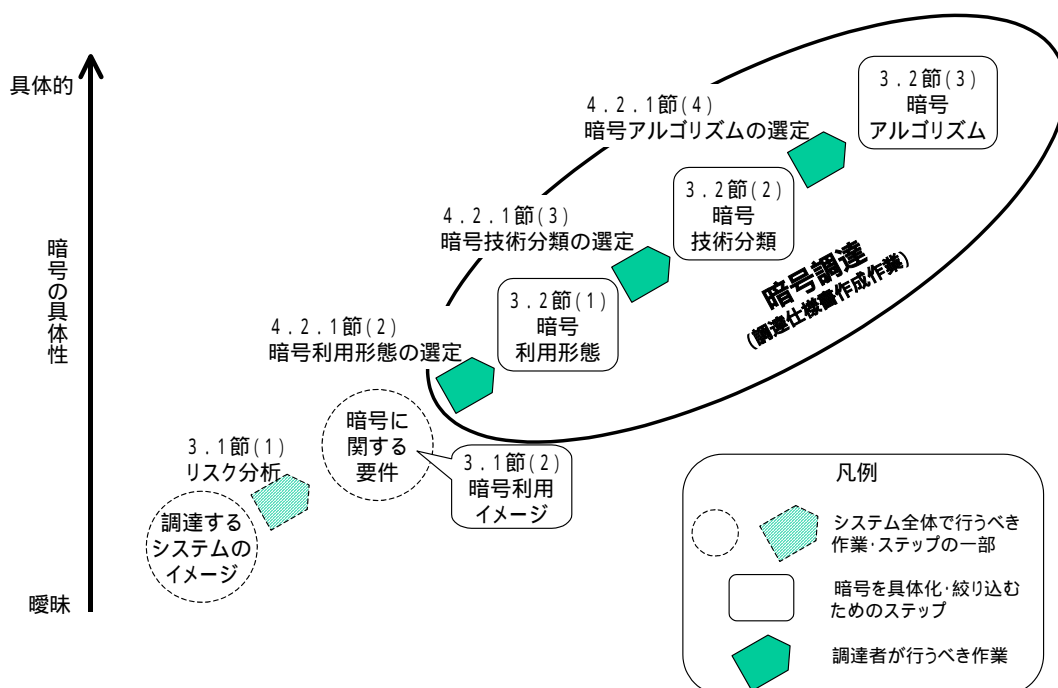 具体的
暗号の具体性
曖昧
3.2節(3)
暗号
アルゴリズム
4.2.1節(4)
暗号アルゴリズムの選定
3.2節(2)
暗号
技術分類
4.2.1節(3)
暗号技術分類の選定
3.2節(1)
暗号
利用形態
4.2.1節(2)
暗号利用形態の選定
暗号調達
(調達仕様書作成作業)
暗号に
関する
要件
3.1節(2)
暗号利用
イメージ
3.1節(1)
リスク分析
調達する
システムの
イメージ
凡例
システム全体で行うべき
作業・ステップの一部
暗号を具体化・絞り込む
ためのステップ
調達者が行うべき作業